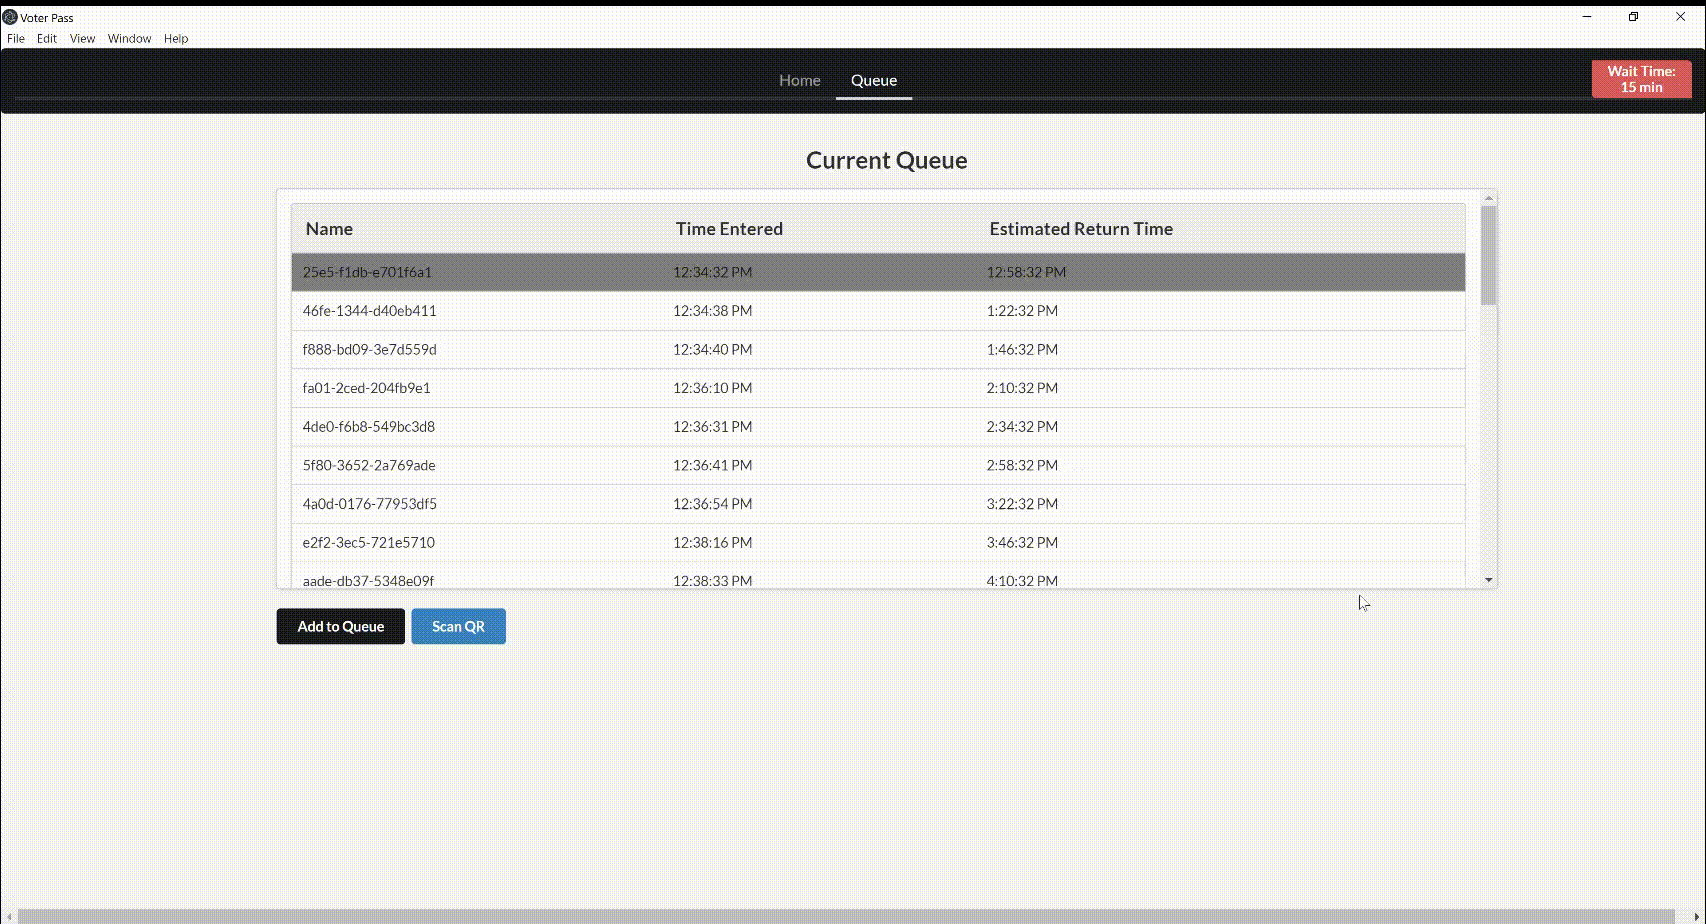 Voter Pass
File Edit View Window Help
Home Queue
Wait Time:
15 min
Current Queue
Name Time Entered Estimated Return Time
25e5-f1db-e701f6a1 12:34:32 PM 12:58:32 PM
46fe-1344-d40eb411 12:34:38 PM 1:22:32 PM
f888-bd09-3e7d559d 12:34:40 PM 1:46:32 PM
fa01-2ced-204fb9e1 12:36:10 PM 2:10:32 PM
4de0-f6b8-549bc3d8 12:36:31 PM 2:34:32 PM
5f80-3652-2a769ade 12:36:41 PM 2:58:32 PM
4a0d-0176-77953df5 12:36:54 PM 3:22:32 PM
e2f2-3ec5-721e5710 12:38:16 PM 3:46:32 PM
aade-db37-5348e09f 12:38:33 PM 4:10:32 PM
Add to Queue Scan QR